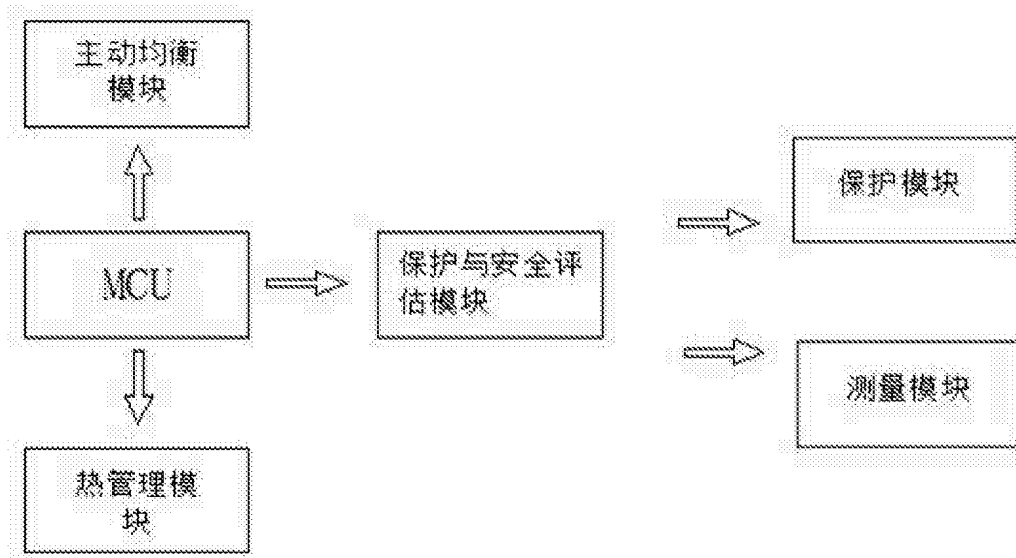 主动均衡
模块
保护模块
MCU
保护与安全评
估模块
测量模块
热管理模
块